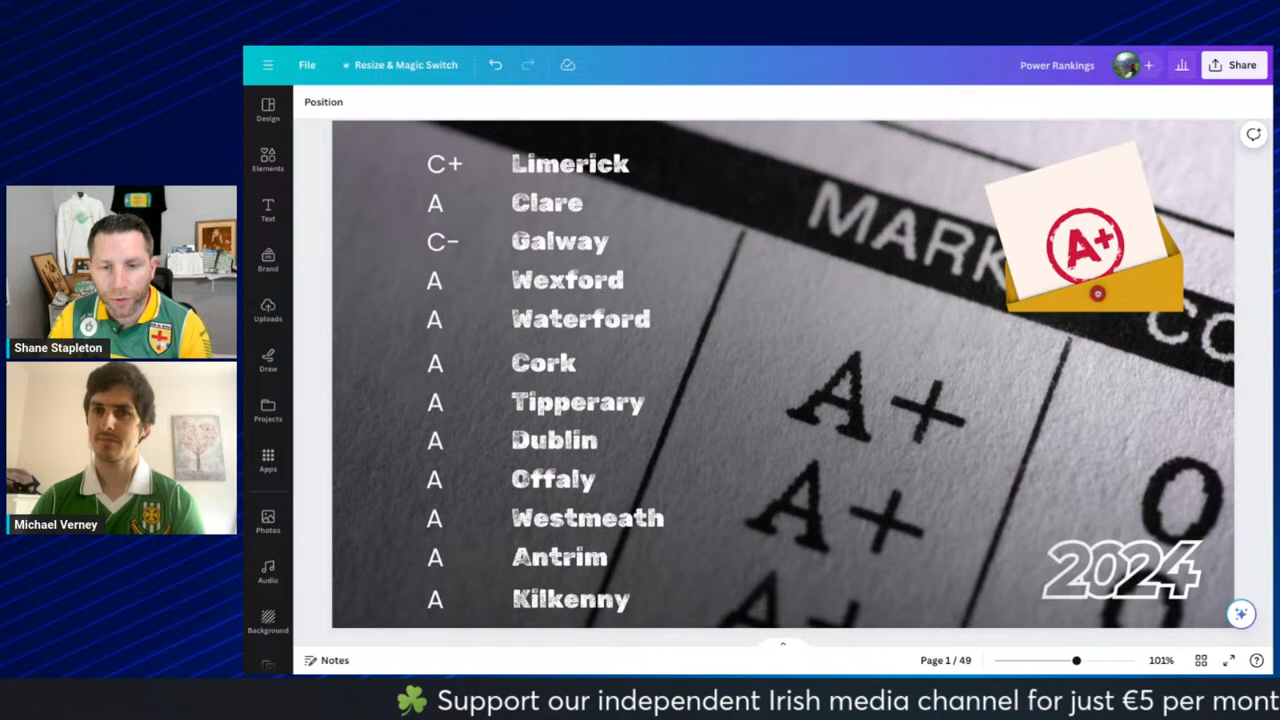 File
Resize & Magic Switch
Power Rankings
Share
Position
Design
Elements
Text
Brand
Uploads
Draw
Projects
Apps
Photos
Audio
Background
C+ Limerick
A Clare
C- Galway
A Wexford
A Waterford
A Cork
A Tipperary
A Dublin
A Offaly
A Westmeath
A Antrim
A Kilkenny
MARK
CO
A+
A+
A+
A+
O
2024
Shane Stapleton
Michael Verney
Notes
Page 1 / 49
101%
☘️ Support our independent Irish media channel for just €5 per mont